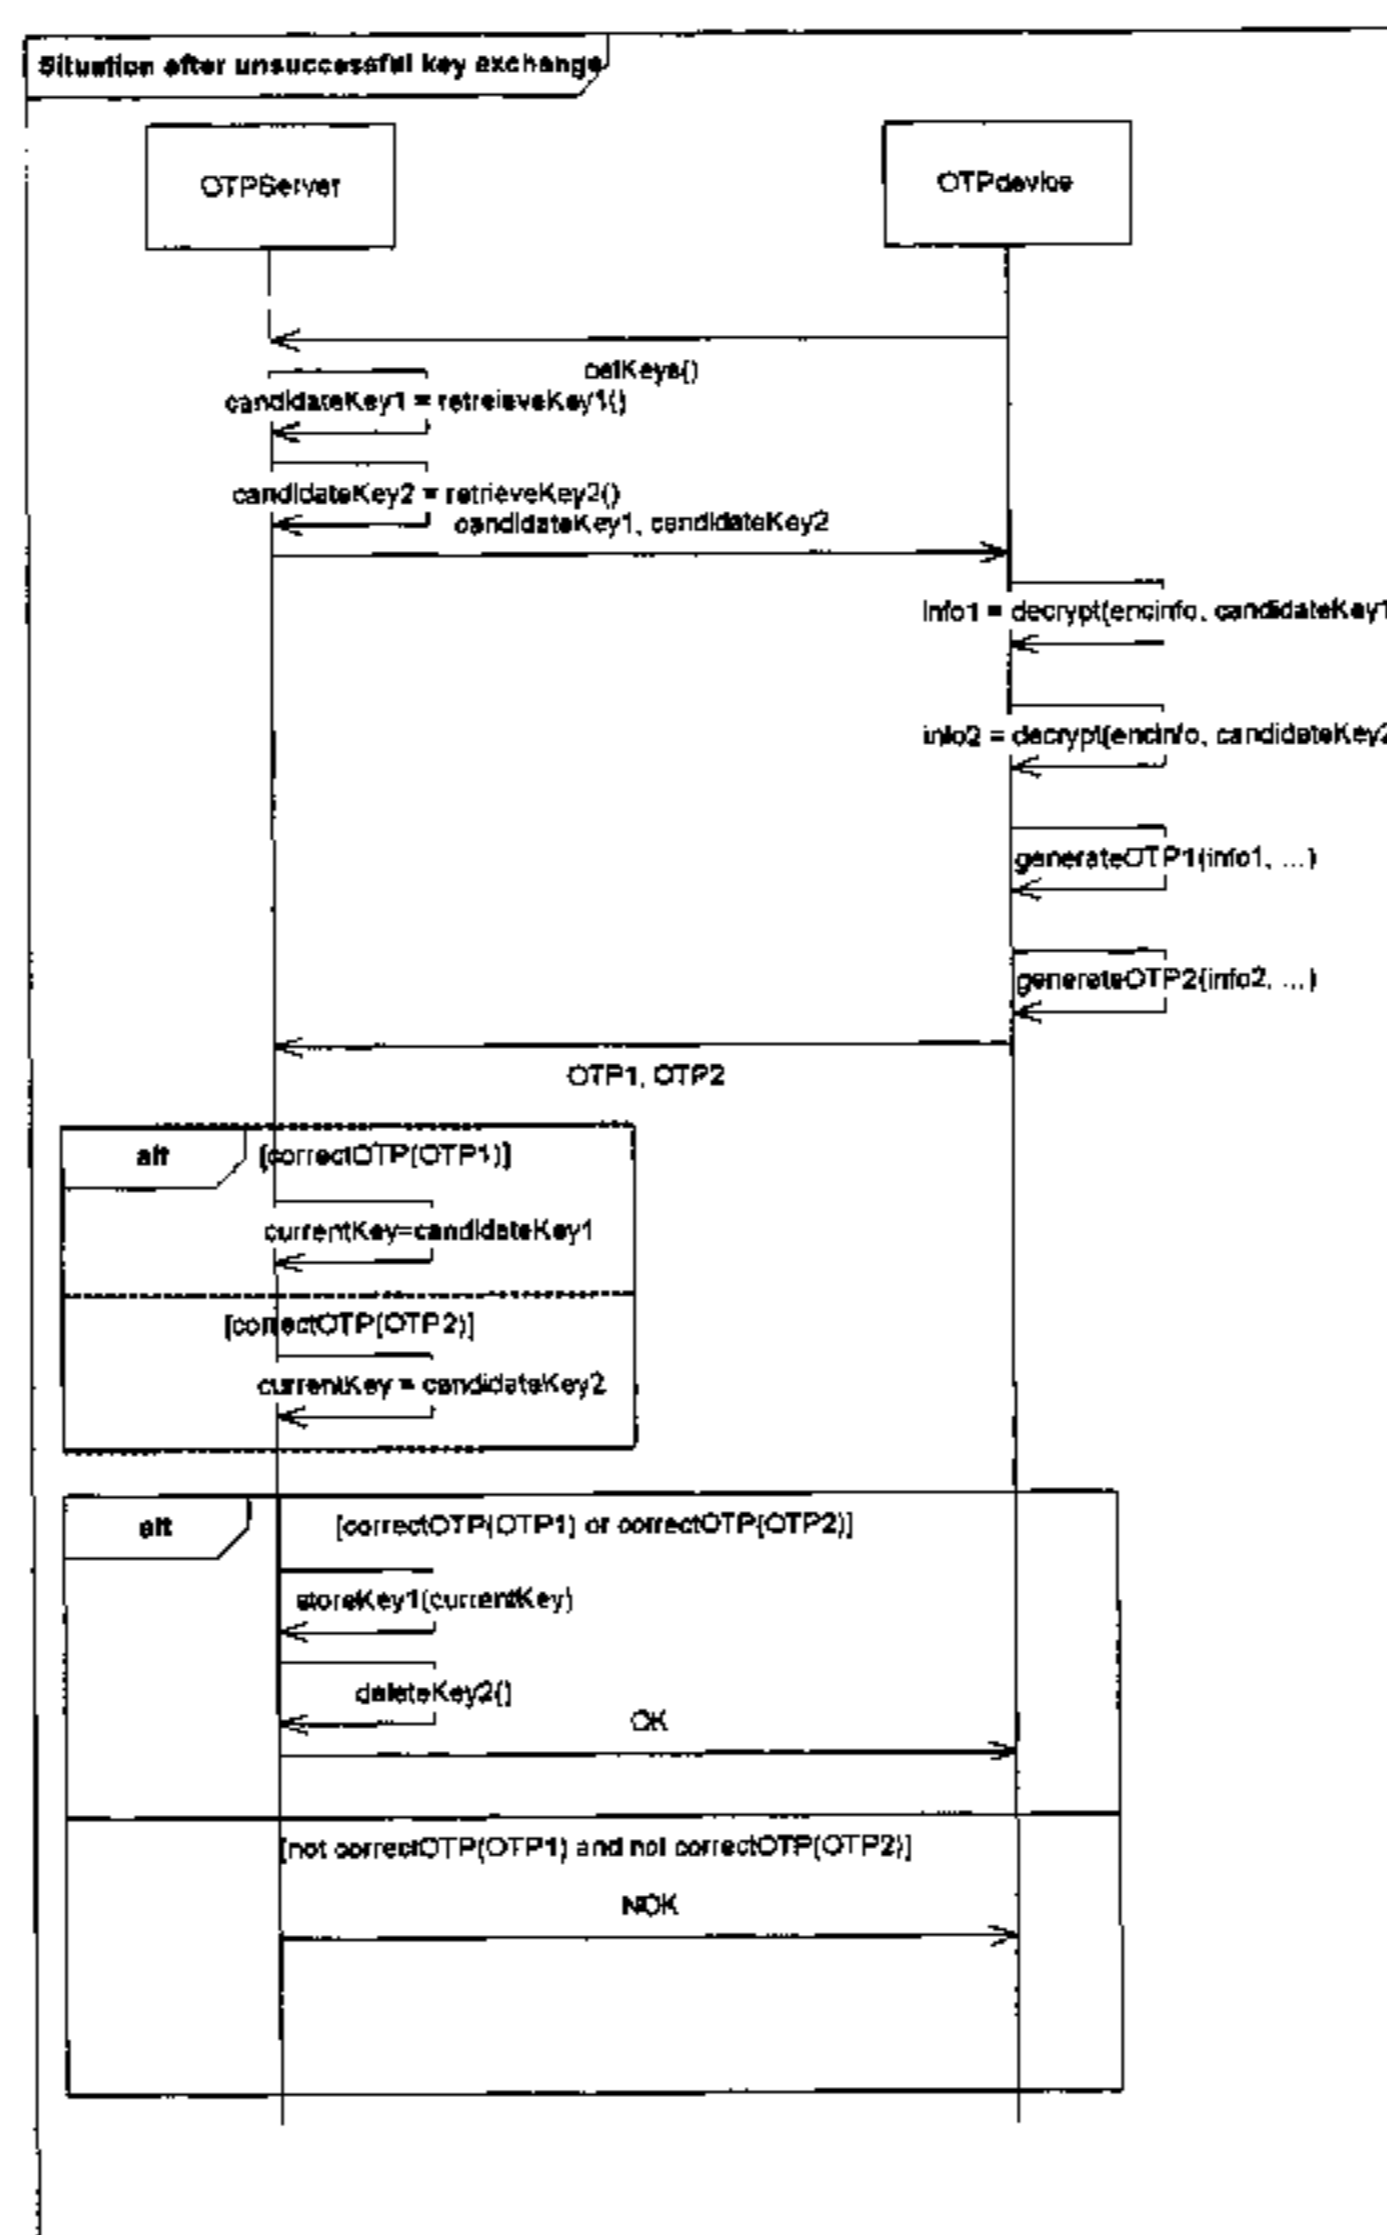 Situation after unsuccessful key exchange
OTPServer
OTPdevice
getKeys()
candidateKey1 = retreieveKey1()
candidateKey2 = retrieveKey2()
candidateKey1, candidateKey2
info1 = decrypt(encinfo, candidateKey1
info2 = decrypt(encinfo, candidateKey2
generateOTP1(info1, ...)
generateOTP2(info2, ...)
OTP1, OTP2
alt
[correctOTP(OTP1)]
currentKey=candidateKey1
[correctOTP(OTP2)]
currentKey = candidateKey2
alt
[correctOTP(OTP1) or correctOTP(OTP2)]
storeKey1(currentKey)
deleteKey2()
OK
[not correctOTP(OTP1) and not correctOTP(OTP2)]
NOK